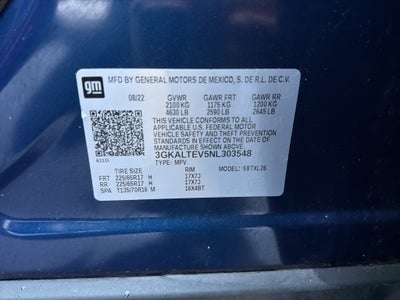 gm
MFD BY GENERAL MOTORS DE MEXICO, S. DE R.L. DE C.V.
08/22 GVWR GAWR FRT GAWR RR
2100 KG 1175 KG 1200 KG
4630 LB 2590 LB 2645 LB
THIS VEHICLE CONFORMS TO ALL APPLICABLE
U.S. FEDERAL MOTOR
VEHICLE SAFETY AND THEFT PREVENTION
STANDARDS IN EFFECT ON THE DATE OF
MANUFACTURE SHOWN ABOVE.
3GKALTEV5NL303548
611G TYPE: MPV MODEL:
TIRE SIZE RIM
FRT 225/65R17 H 17X7J
RR 225/65R17 H 17X7J
SPA T135/70R16 M 16X4BT